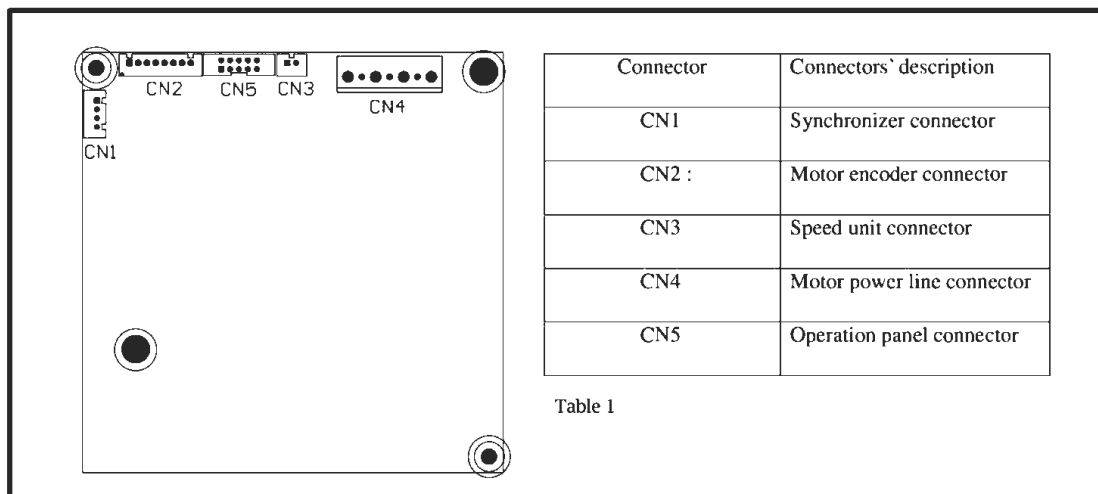 CN2 CN5 CN3
CN4
CN1
Connector Connectors` description
CN1 Synchronizer connector
CN2 : Motor encoder connector
CN3 Speed unit connector
CN4 Motor power line connector
CN5 Operation panel connector
Table 1